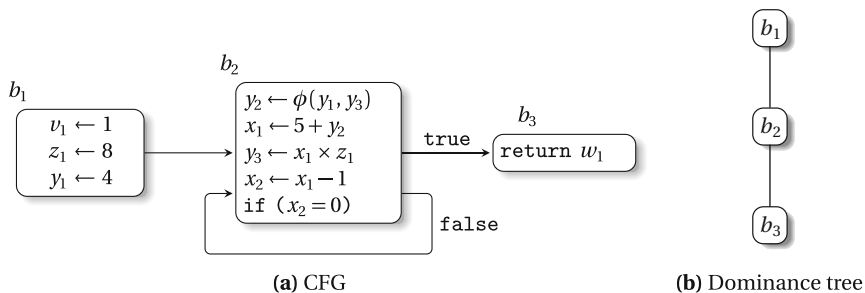 b₁
v₁ ← 1
z₁ ← 8
y₁ ← 4
b₂
y₂ ← ϕ(y₁, y₃)
x₁ ← 5 + y₂
y₃ ← x₁ × z₁
x₂ ← x₁ − 1
if (x₂ = 0)
true
false
b₃
return w₁
(a) CFG
b₁
b₂
b₃
(b) Dominance tree